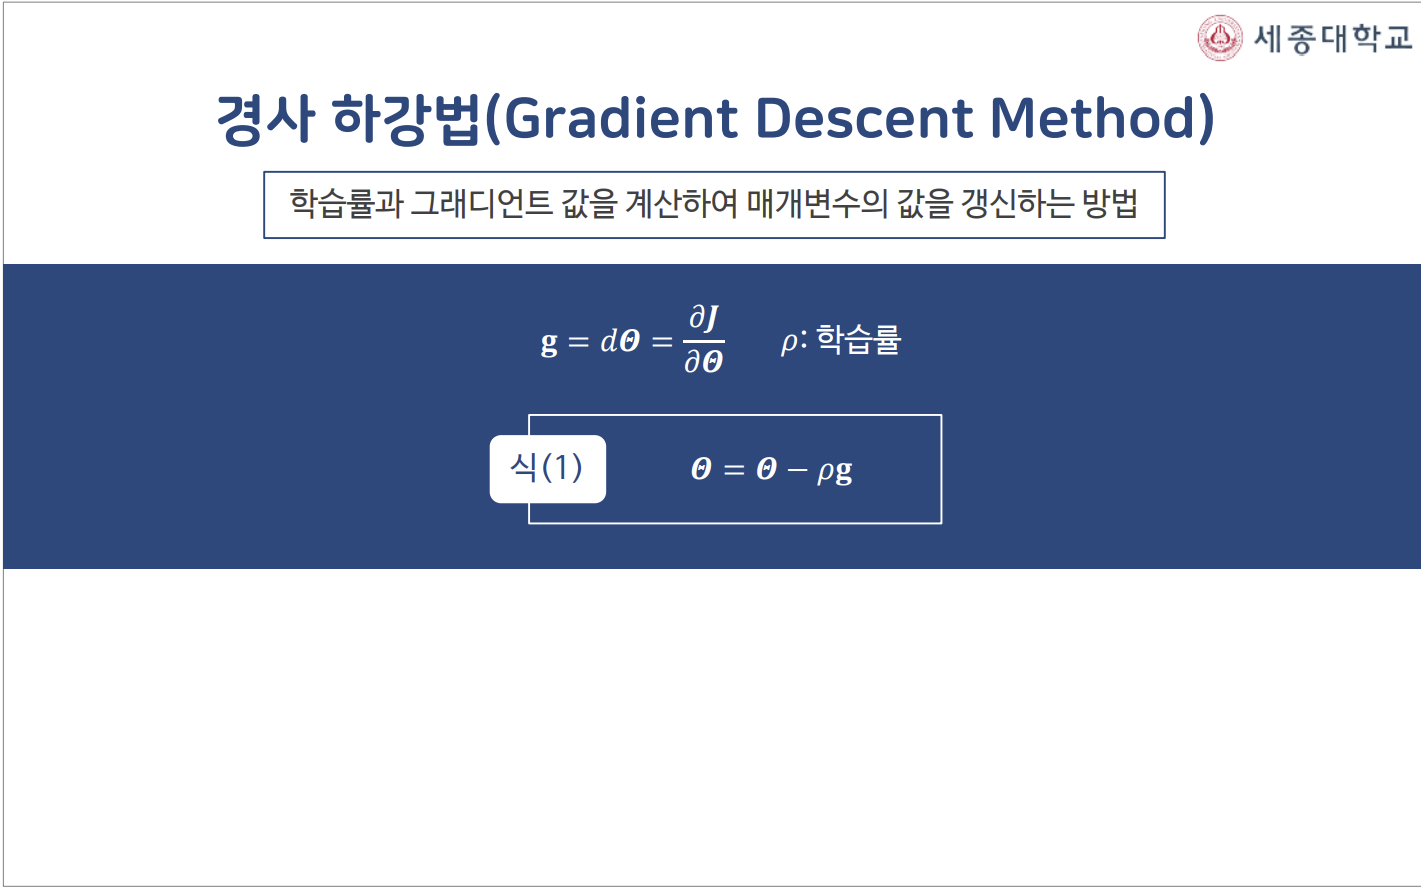 세종대학교
경사 하강법(Gradient Descent Method)
학습률과 그래디언트 값을 계산하여 매개변수의 값을 갱신하는 방법
𝐠 = 𝑑𝜣 = ∂𝑱/∂𝜣 𝜌: 학습률
식(1) 𝜣 = 𝜣 − 𝜌𝐠